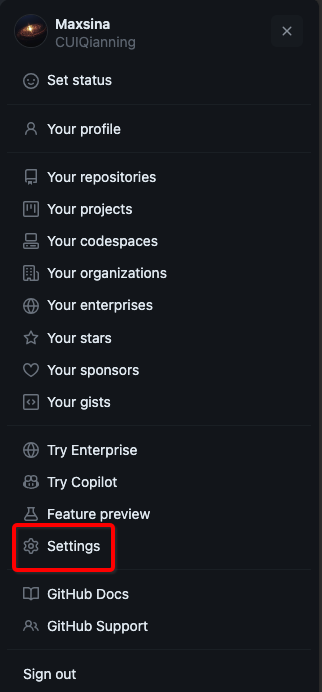 Maxsina
CUIQianning
Set status
Your profile
Your repositories
Your projects
Your codespaces
Your organizations
Your enterprises
Your stars
Your sponsors
Your gists
Try Enterprise
Try Copilot
Feature preview
Settings
GitHub Docs
GitHub Support
Sign out